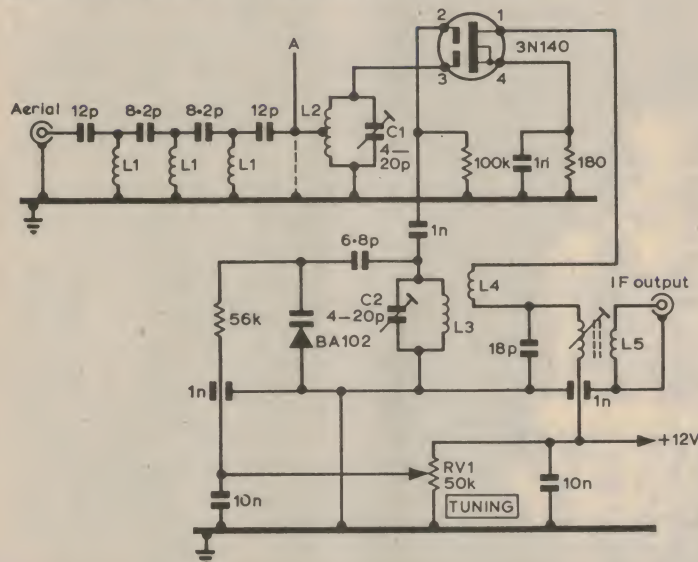 2
1
3N140
3
4
A
Aerial
12p
8·2p
8·2p
12p
L2
C1
4—
20p
L1
L1
L1
100k
1n
180
1n
6·8p
L4
IF output
56k
BA102
C2
4–20p
L3
18p
L5
1n
1n
+12V
RV1
50k
10n
TUNING
10n